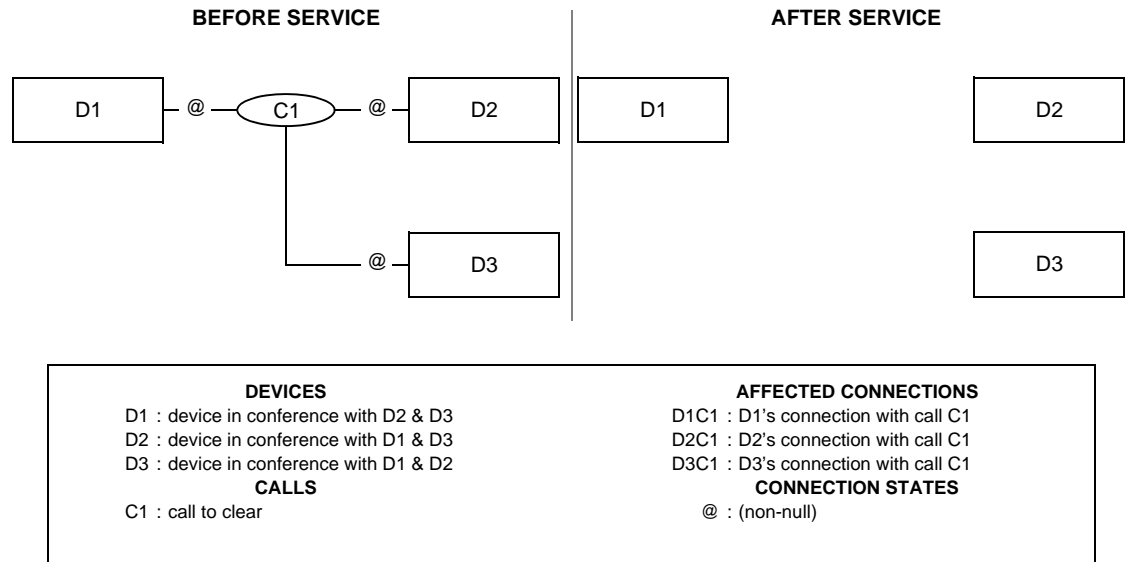 BEFORE SERVICE
AFTER SERVICE
D1
@
C1
@
D2
D1
D2
@
D3
D3
DEVICES
D1 : device in conference with D2 & D3
D2 : device in conference with D1 & D3
D3 : device in conference with D1 & D2
CALLS
C1 : call to clear
AFFECTED CONNECTIONS
D1C1 : D1's connection with call C1
D2C1 : D2's connection with call C1
D3C1 : D3's connection with call C1
CONNECTION STATES
@ : (non-null)